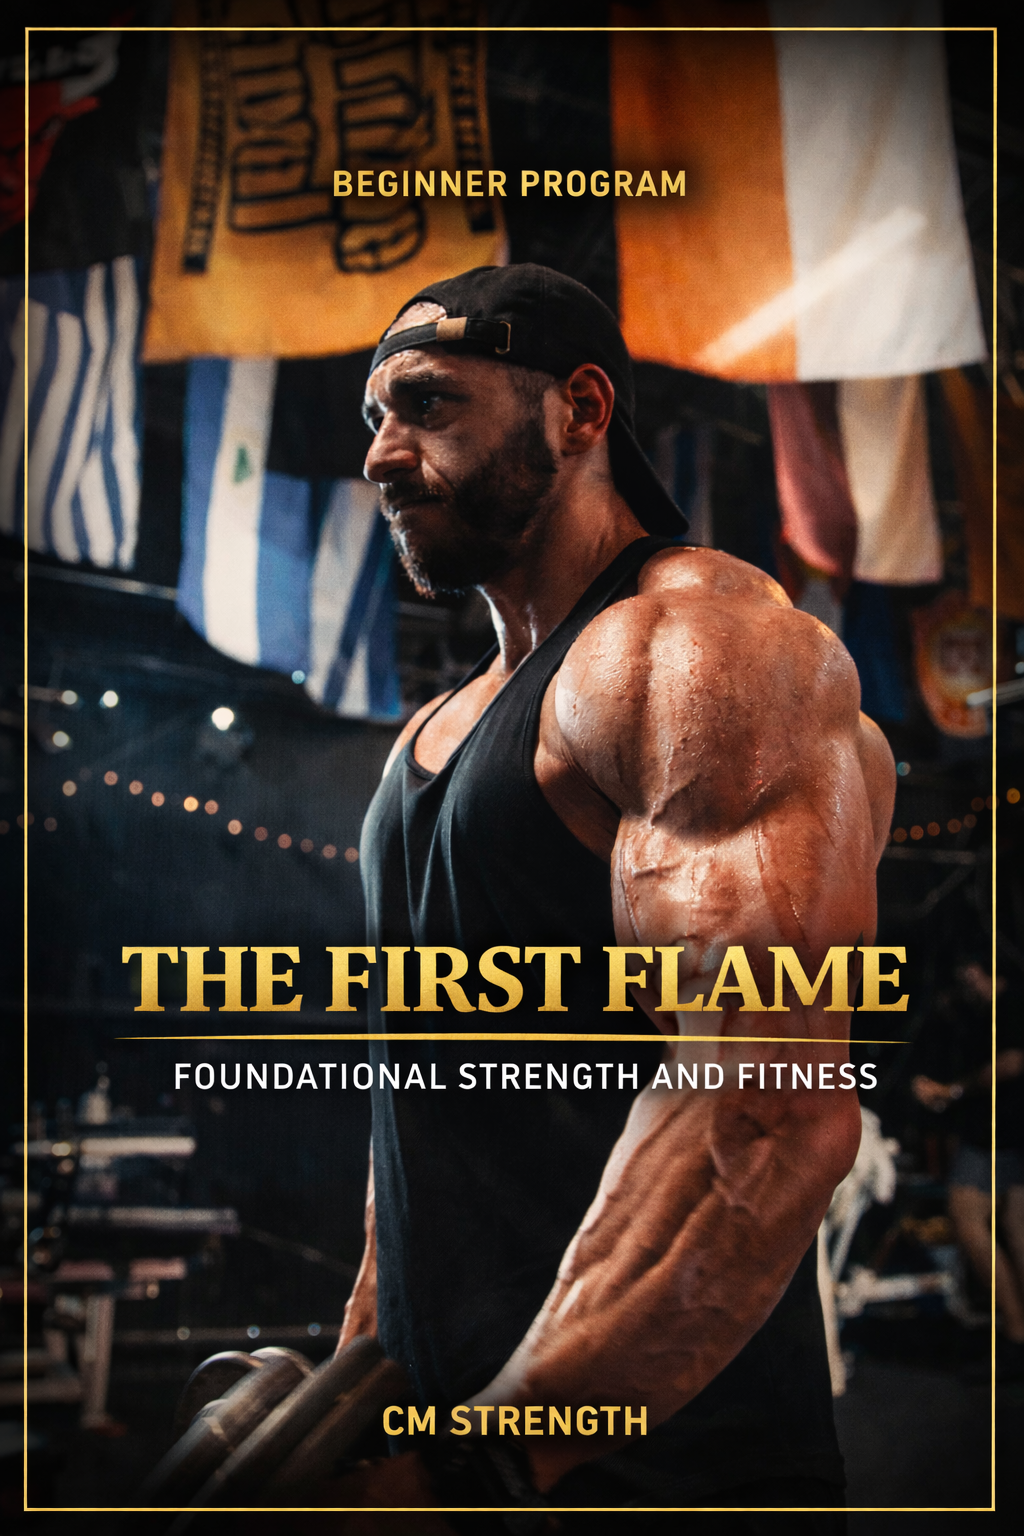 BEGINNER PROGRAM
THE FIRST FLAME
FOUNDATIONAL STRENGTH AND FITNESS
CM STRENGTH